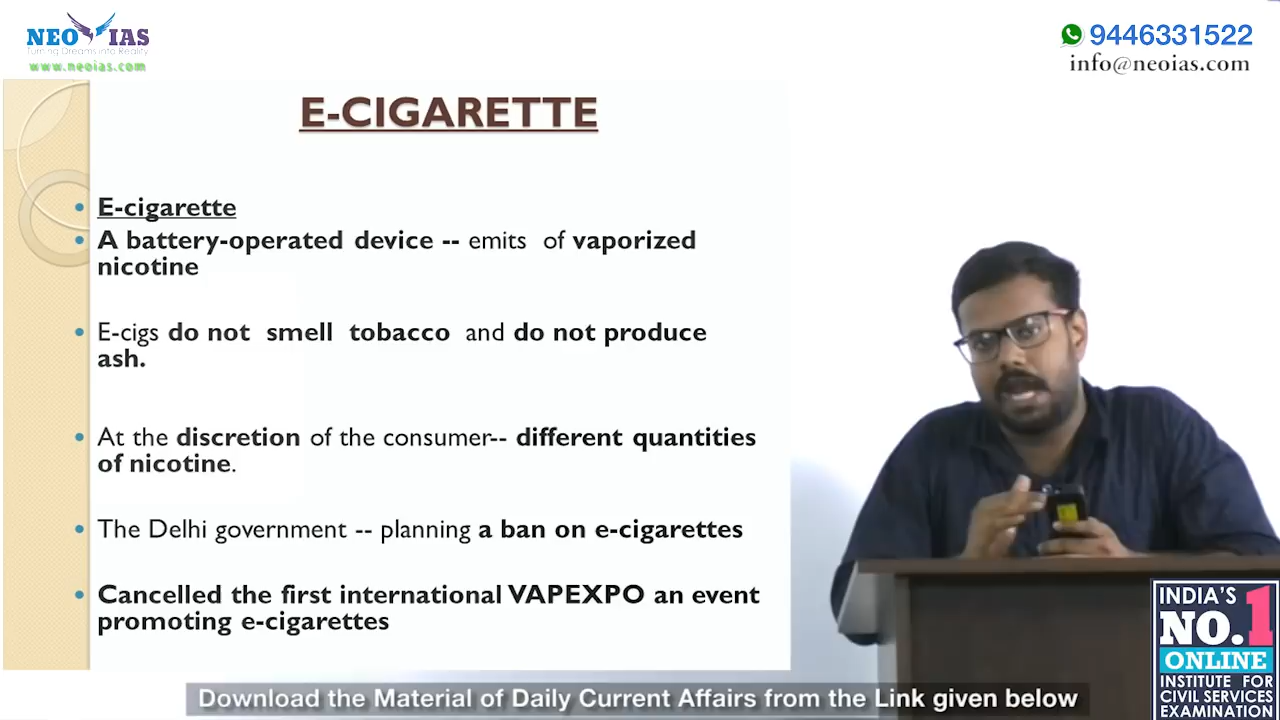 NEO IAS
Turning Dreams into Reality
www.neoias.com
9446331522
info@neoias.com
E-CIGARETTE
E-cigarette
A battery-operated device -- emits of vaporized
nicotine
E-cigs do not smell tobacco and do not produce
ash.
At the discretion of the consumer-- different quantities
of nicotine.
The Delhi government -- planning a ban on e-cigarettes
Cancelled the first international VAPEXPO an event
promoting e-cigarettes
INDIA'S
NO.1
ONLINE
INSTITUTE FOR
CIVIL SERVICES
EXAMINATION
Download the Material of Daily Current Affairs from the Link given below